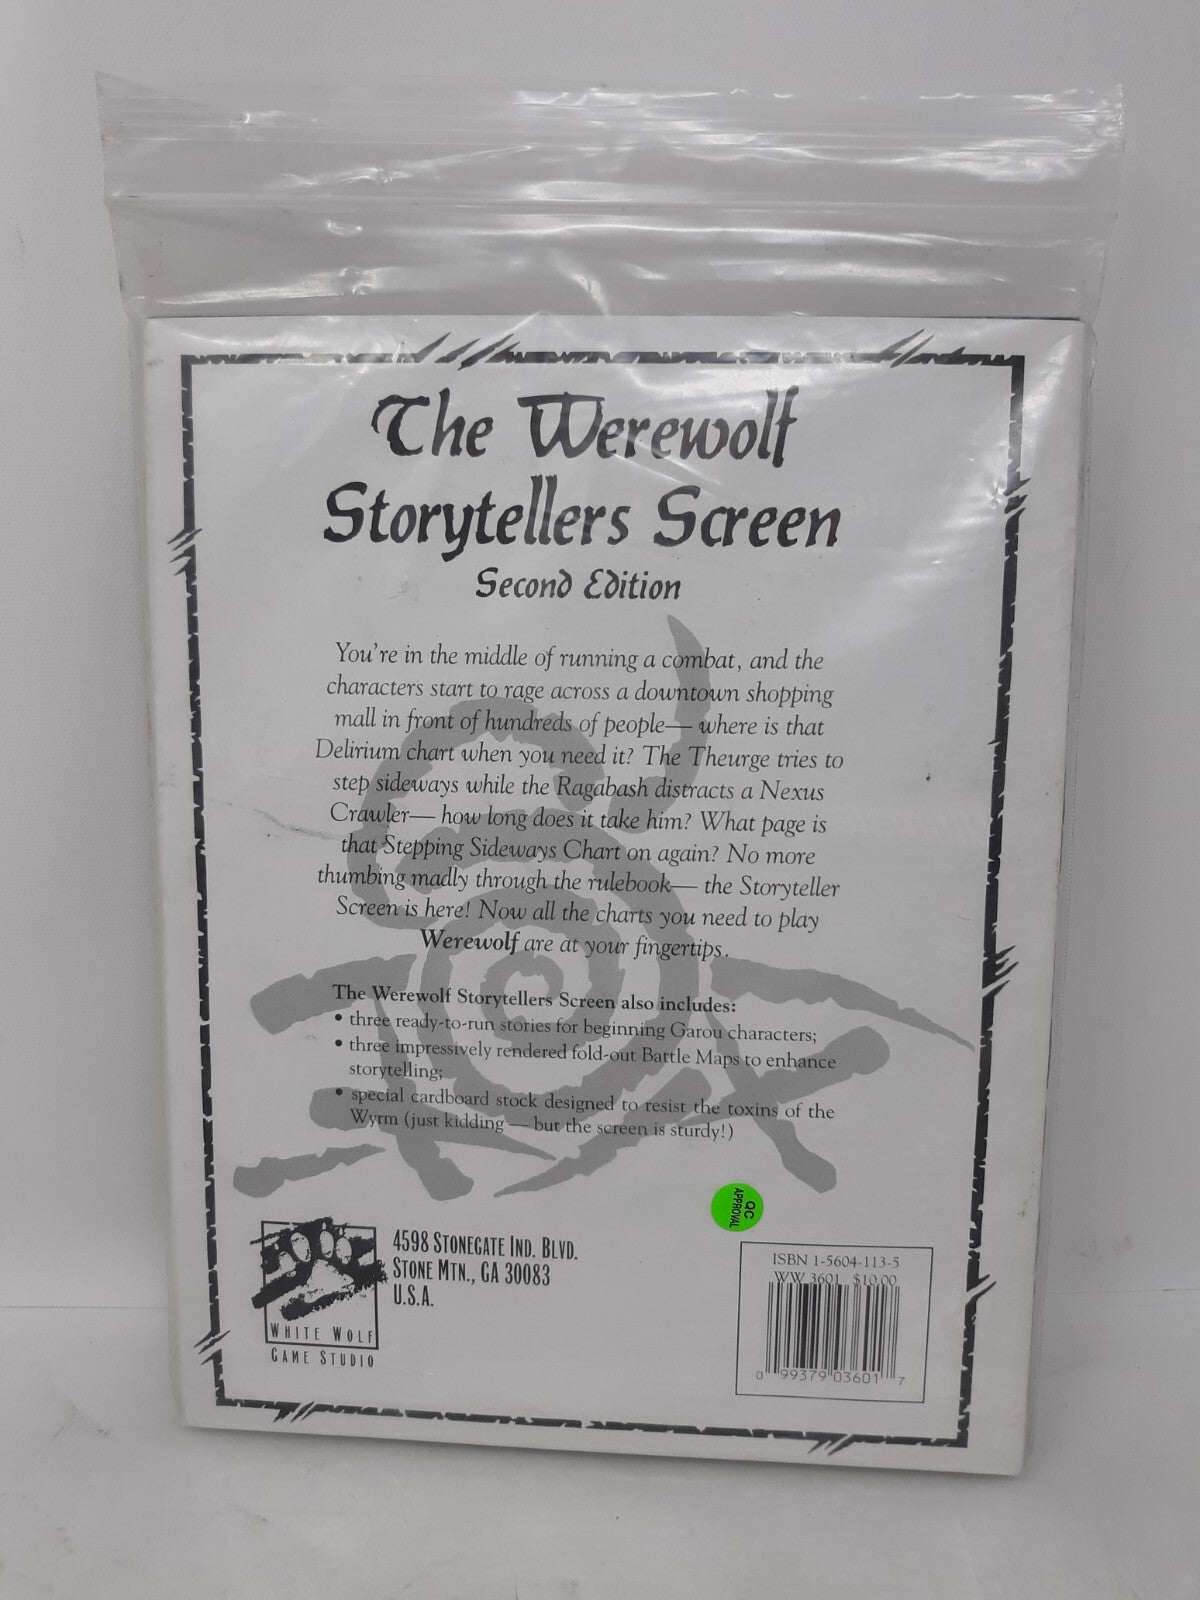 The Werewolf
Storytellers Screen
Second Edition
You're in the middle of running a combat, and the
characters start to rage across a downtown shopping
mall in front of hundreds of people— where is that
Delirium chart when you need it? The Theurge tries to
step sideways while the Ragabash distracts a Nexus
Crawler— how long does it take him? What page is
that Stepping Sideways Chart on again? No more
thumbing madly through the rulebook— the Storyteller
Screen is here! Now all the charts you need to play
Werewolf are at your fingertips.
The Werewolf Storytellers Screen also includes:
• three ready-to-run stories for beginning Garou characters;
• three impressively rendered fold-out Battle Maps to enhance
storytelling;
• special cardboard stock designed to resist the toxins of the
Wyrm (just kidding — but the screen is sturdy!)
QC
APPROVAL
4598 Stonegate Ind. Blvd.
Stone Mtn., GA 30083
U.S.A.
TM
White Wolf
Game Studio
ISBN 1-5604-113-5
WW 3601 $10.00
0 99379 03601 7